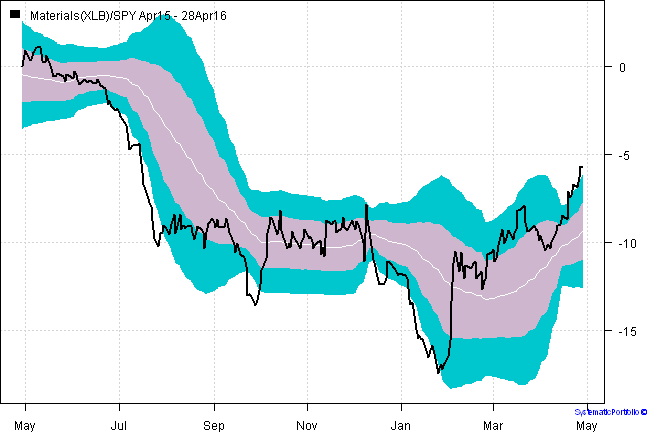 Materials(XLB)/SPY Apr15 - 28Apr16
0
-5
-10
-15
SystematicPortfolio ©
May Jul Sep Nov Jan Mar May